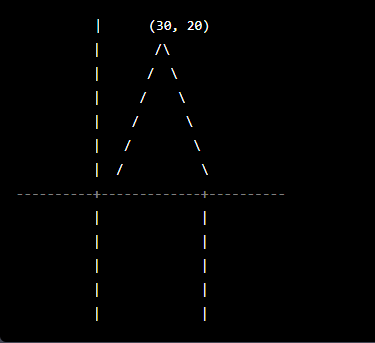 |      (30, 20)
|       /\
|      /  \
|     /    \
|    /      \
|   /        \
|  /          \
----------+-------------+----------
|             |
|             |
|             |
|             |
|             |